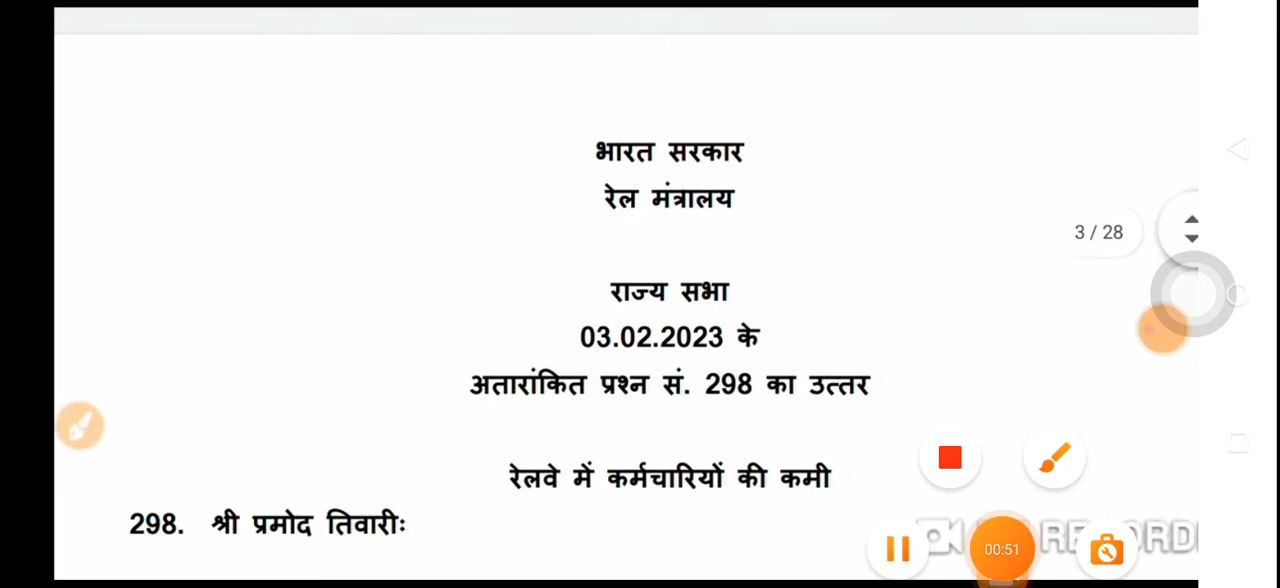 भारत सरकार
रेल मंत्रालय
3 / 28
राज्य सभा
03.02.2023 के
अतारांकित प्रश्न सं. 298 का उत्तर
रेलवे में कर्मचारियों की कमी
298. श्री प्रमोद तिवारीः
00:51